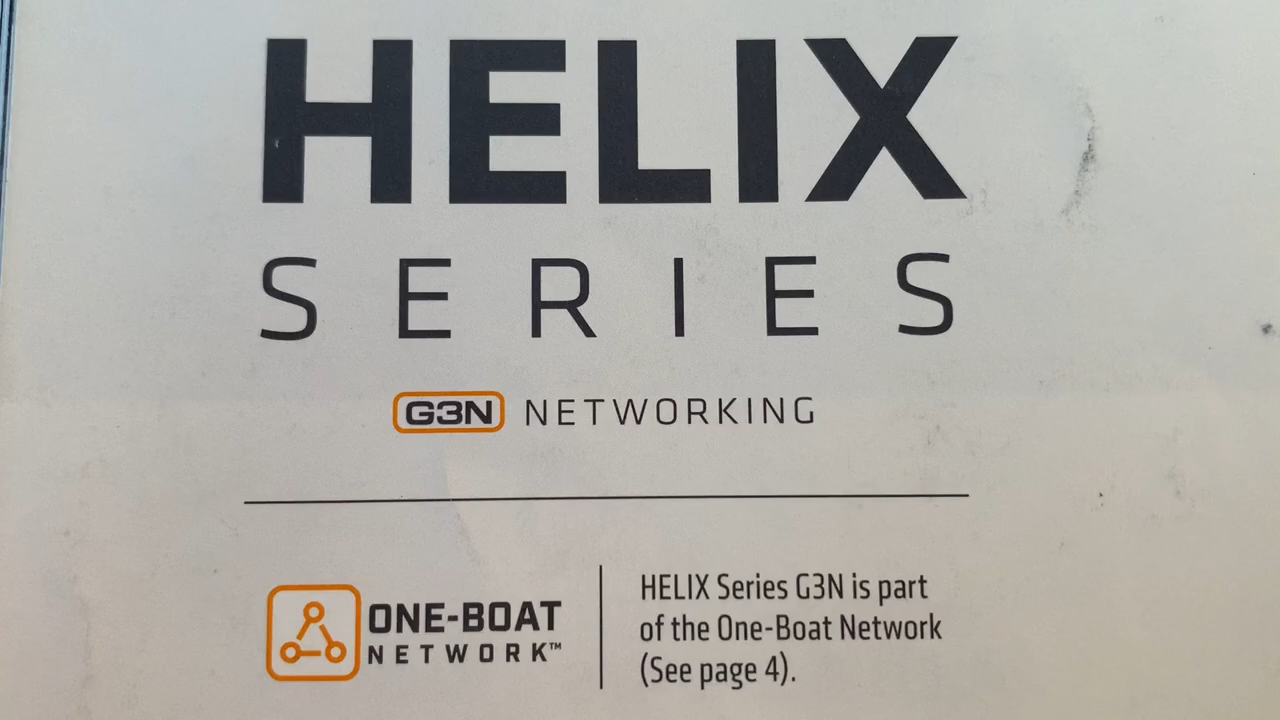 HELIX
SERIES
G3N NETWORKING
ONE-BOAT
NETWORK™
HELIX Series G3N is part
of the One-Boat Network
(See page 4).